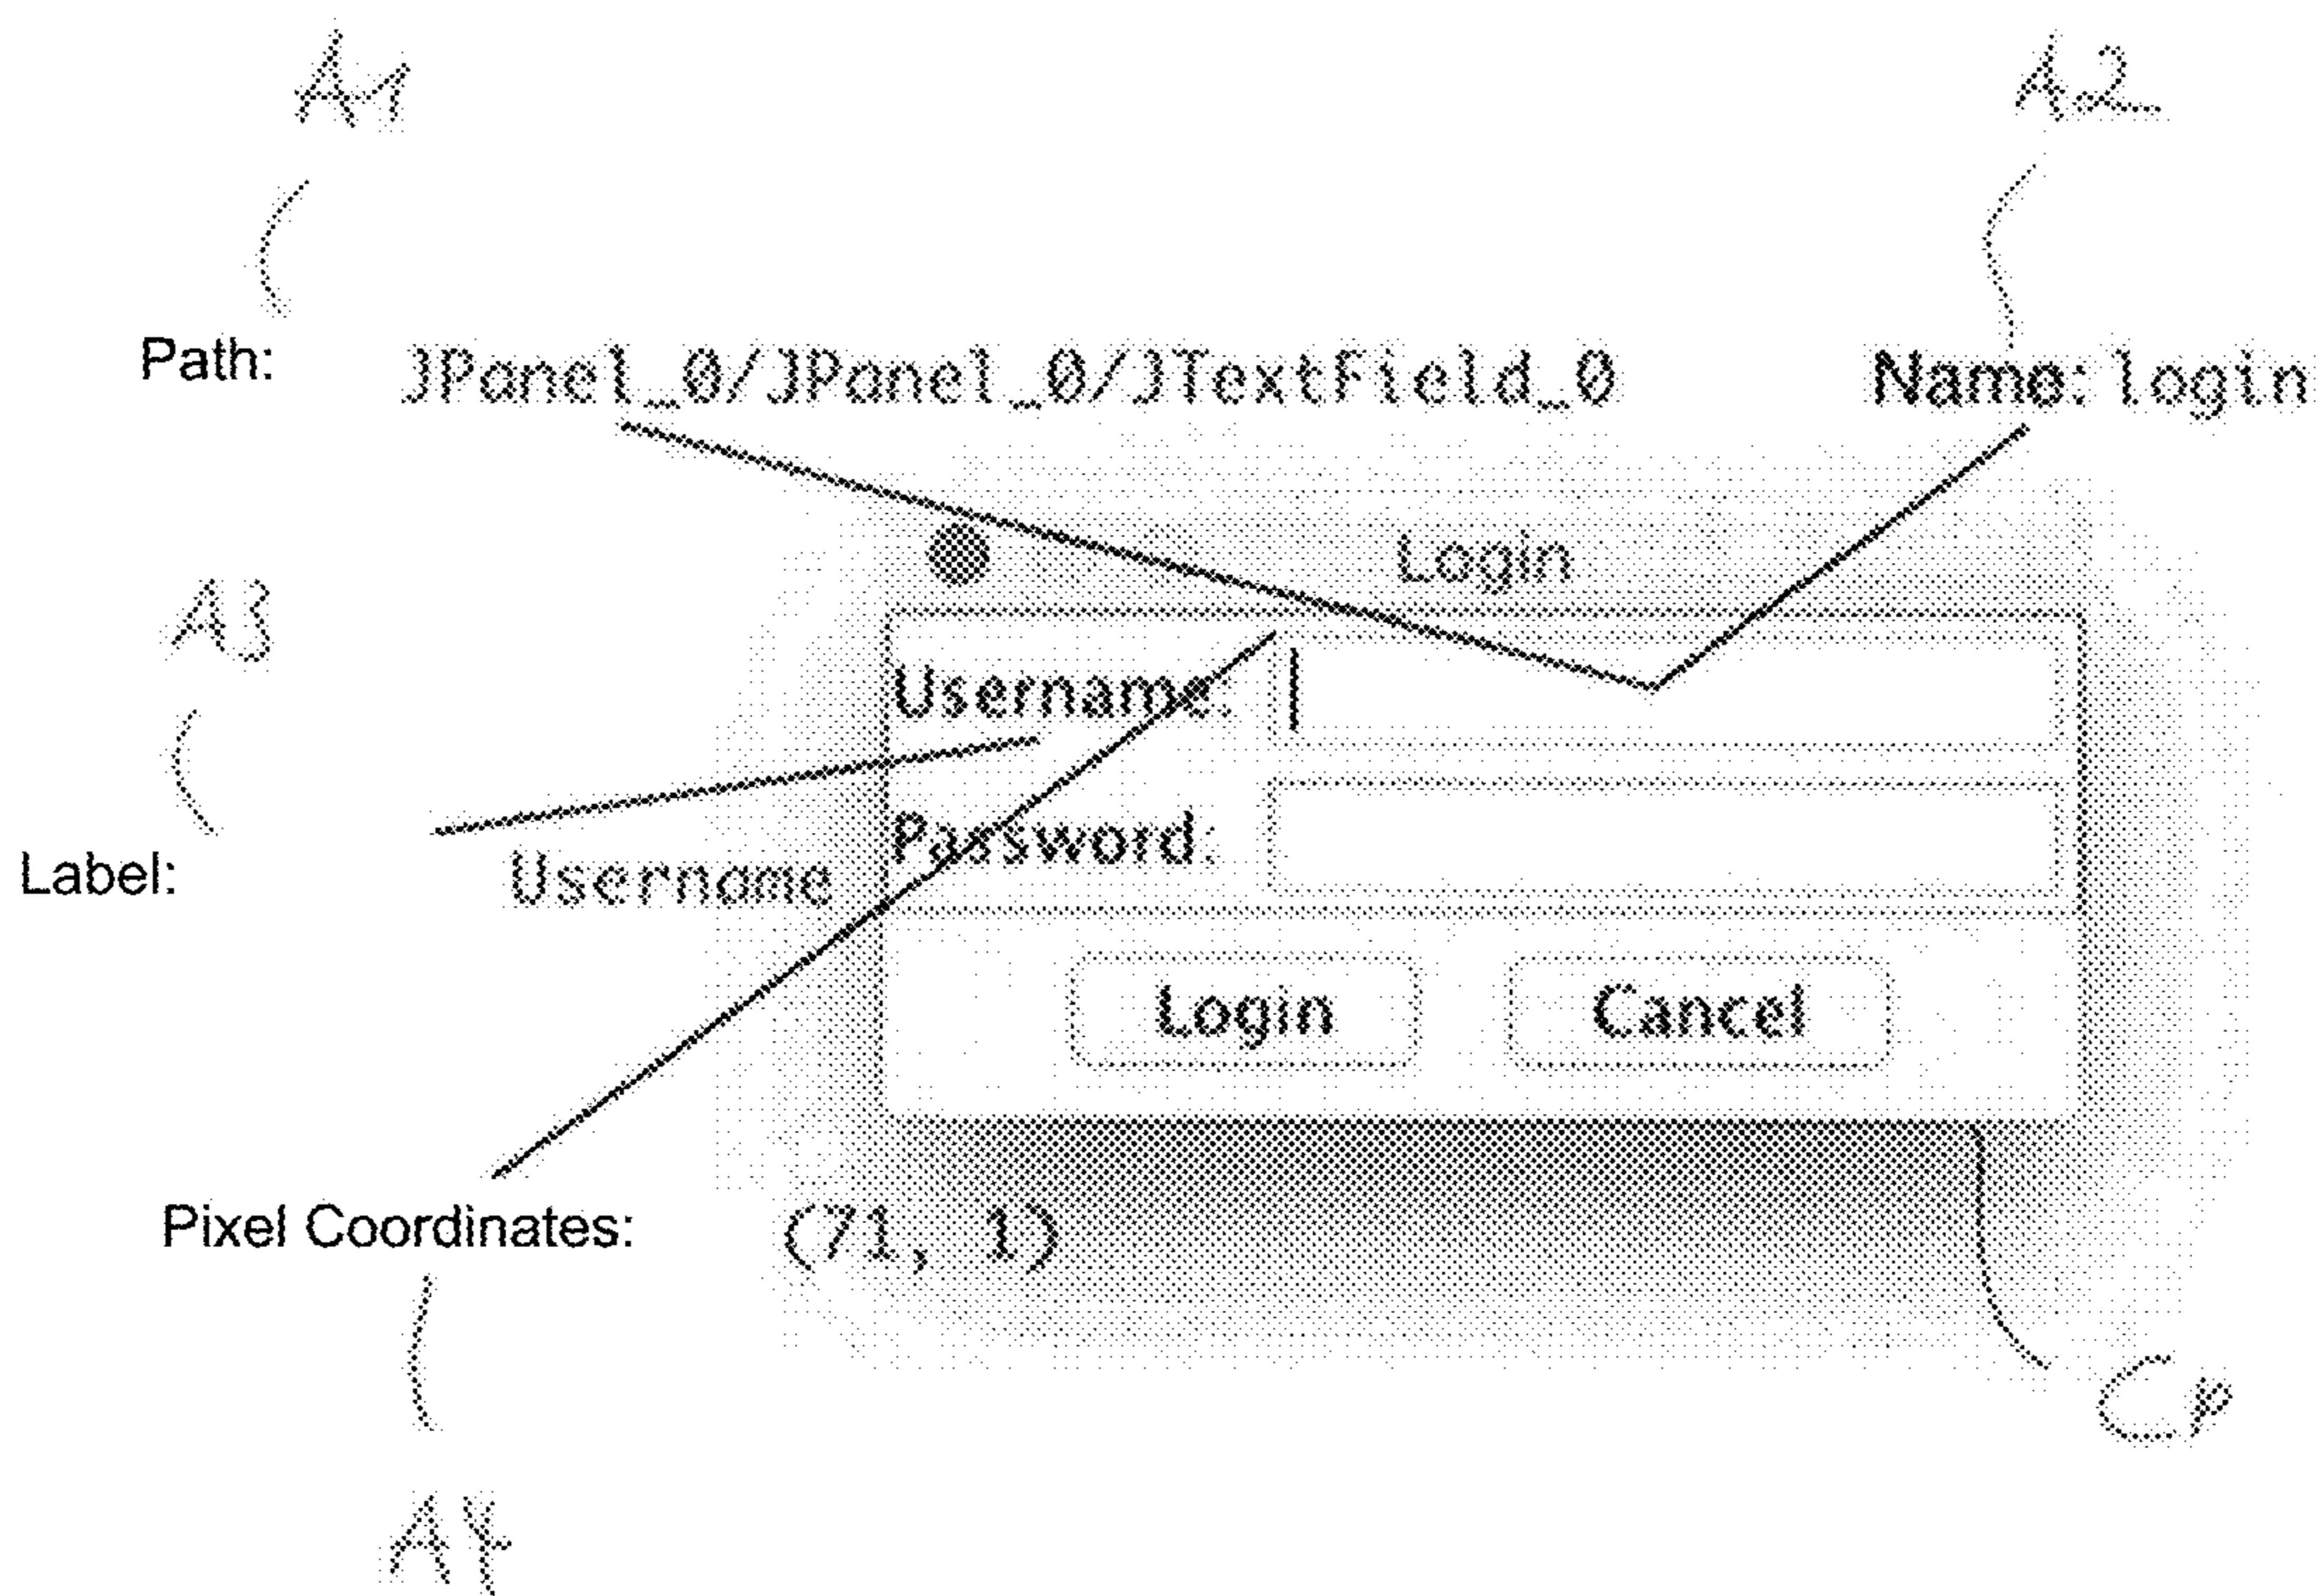 A1 A2
Path: JPanel_0/JPanel_0/JTextField_0 Name: login
Login
A3
Username:
Password:
Label: Username
Login Cancel
Pixel Coordinates: (71, 1)
Cp
A4